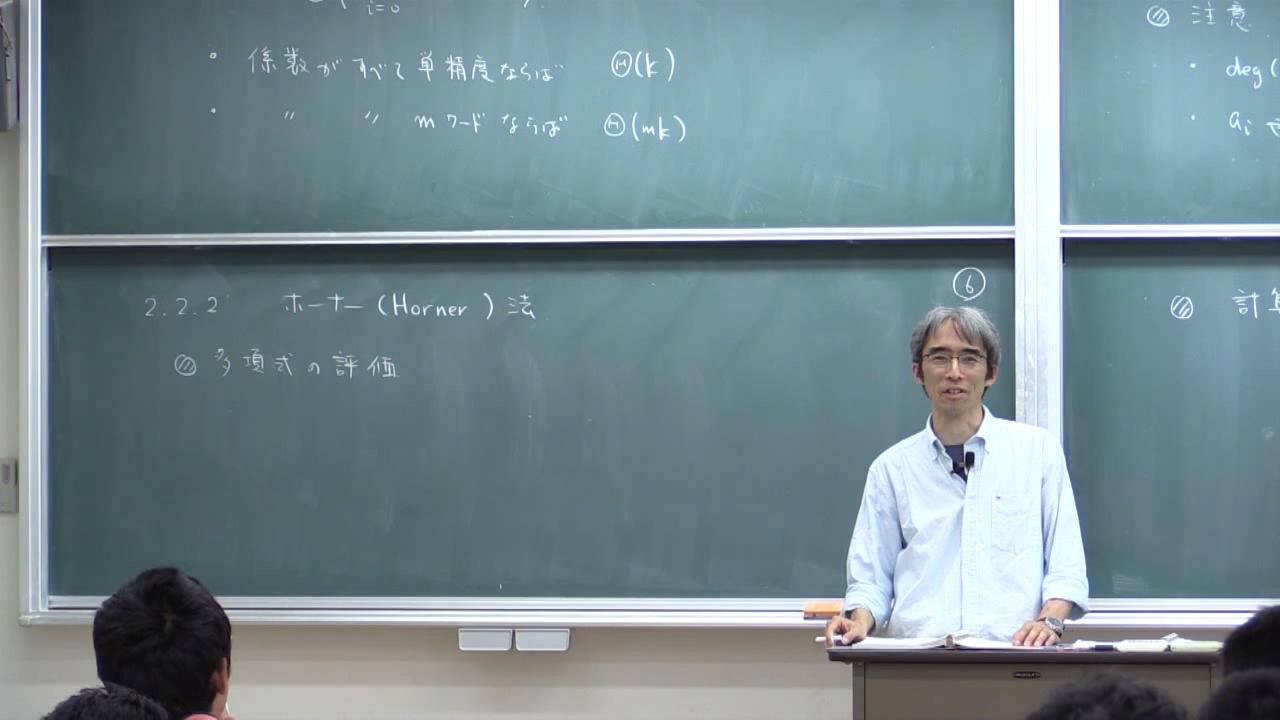 i=0
・ 係数がすべて単精度ならば Θ(k)
・ 〃 〃 mワードならば Θ(mk)
2.2.2 ホーナー(Horner)法
多項式の評価
⑥
注意
・ deg(
・ ai
計算